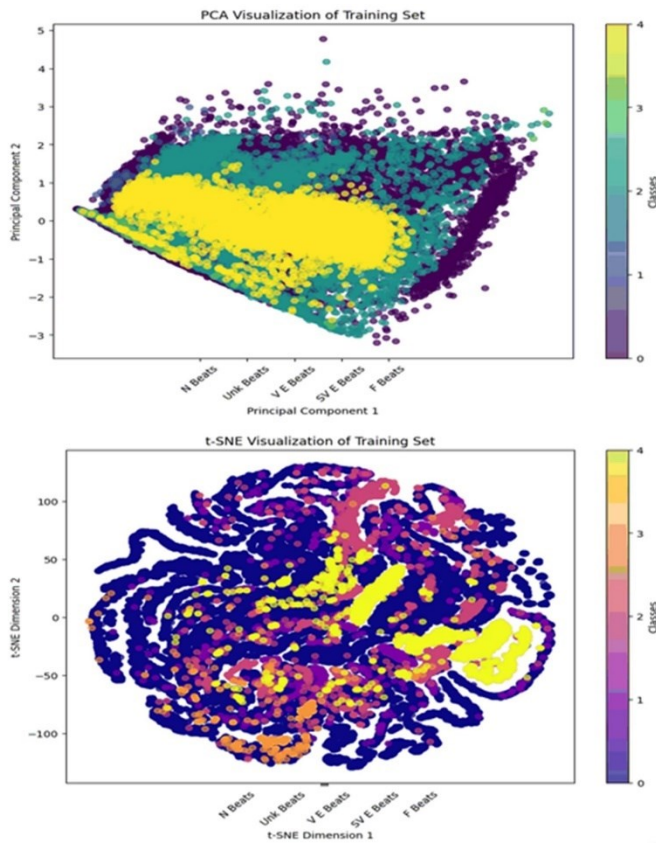 PCA Visualization of Training Set
5
4
3
2
1
0
−1
−2
−3
Principal Component 2
N Beats
Unk Beats
V E Beats
SV E Beats
F Beats
Principal Component 1
4
3
2
1
0
Classes
t-SNE Visualization of Training Set
100
50
0
−50
−100
t-SNE Dimension 2
N Beats
Unk Beats
V E Beats
SV E Beats
F Beats
t-SNE Dimension 1
4
3
2
1
0
Classes